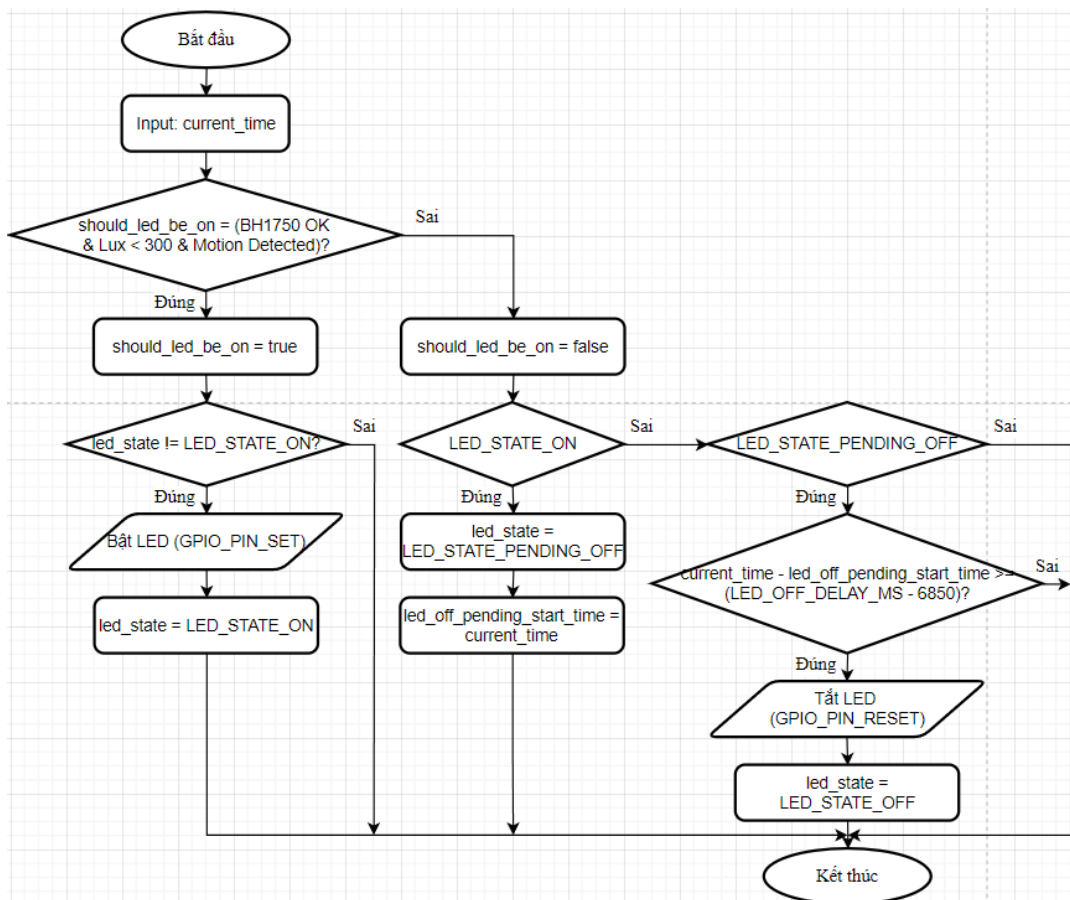 Bắt đầu
Input: current_time
should_led_be_on = (BH1750 OK
& Lux < 300 & Motion Detected)?
Sai
Đúng
should_led_be_on = true
should_led_be_on = false
led_state != LED_STATE_ON?
Sai
LED_STATE_ON
Sai
LED_STATE_PENDING_OFF
Sai
Đúng
Đúng
Đúng
Bật LED (GPIO_PIN_SET)
led_state =
LED_STATE_PENDING_OFF
current_time - led_off_pending_start_time >=
(LED_OFF_DELAY_MS - 6850)?
Sai
led_state = LED_STATE_ON
led_off_pending_start_time =
current_time
Đúng
Tắt LED
(GPIO_PIN_RESET)
led_state =
LED_STATE_OFF
Kết thúc